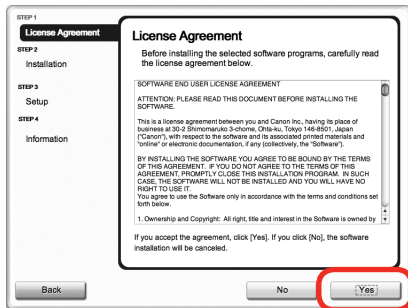 STEP 1
License Agreement
STEP 2
Installation
STEP 3
Setup
STEP 4
Information
License Agreement
Before installing the selected software programs, carefully read
the license agreement below.
SOFTWARE END USER LICENSE AGREEMENT
ATTENTION: PLEASE READ THIS DOCUMENT BEFORE INSTALLING THE
SOFTWARE.
This is a license agreement between you and Canon Inc., having its place of
business at 30-2 Shimomaruko 3-chome, Ohta-ku, Tokyo 146-8501, Japan
("Canon"), with respect to the software and its associated printed materials and
"online" or electronic documentation, if any (collectively, the "Software").
BY INSTALLING THE SOFTWARE YOU AGREE TO BE BOUND BY THE TERMS
OF THIS AGREEMENT. IF YOU DO NOT AGREE TO THE TERMS OF THIS
AGREEMENT, PROMPTLY CLOSE THIS INSTALLATION PROGRAM. IN SUCH
CASE, THE SOFTWARE WILL NOT BE INSTALLED AND YOU WILL HAVE NO
RIGHT TO USE IT.
You agree to use the Software only in accordance with the terms and conditions set
forth below.
1. Ownership and Copyright: All right, title and interest in the Software is owned by
If you accept the agreement, click [Yes]. If you click [No], the software
installation will be canceled.
Back
No
Yes